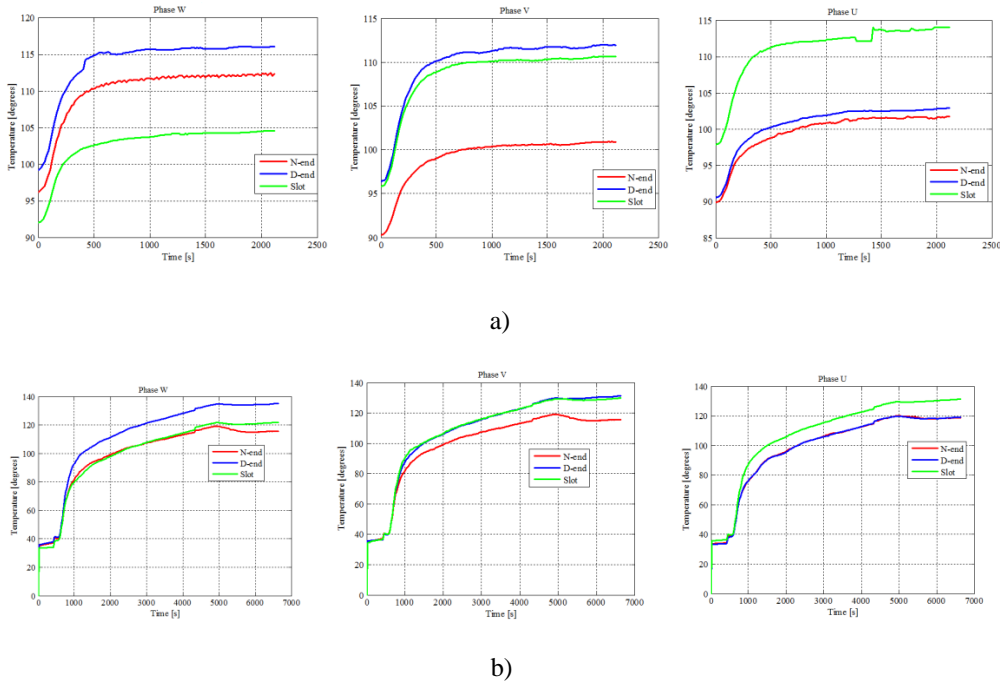 Phase W
Temperature [degrees]
120
115
110
105
100
95
90
0
500
1000
1500
2000
2500
Time [s]
N-end
D-end
Slot
Phase V
Temperature [degrees]
115
110
105
100
95
90
0
500
1000
1500
2000
2500
Time [s]
N-end
D-end
Slot
Phase U
Temperature [degrees]
115
110
105
100
95
90
85
0
500
1000
1500
2000
2500
Time [s]
N-end
D-end
Slot
a)
Phase W
Temperature [degrees]
140
120
100
80
60
40
20
0
0
1000
2000
3000
4000
5000
6000
7000
Time [s]
N-end
D-end
Slot
Phase V
Temperature [degrees]
140
120
100
80
60
40
20
0
0
1000
2000
3000
4000
5000
6000
7000
Time [s]
N-end
D-end
Slot
Phase U
Temperature [degrees]
140
120
100
80
60
40
20
0
0
1000
2000
3000
4000
5000
6000
7000
Time [s]
N-end
D-end
Slot
b)